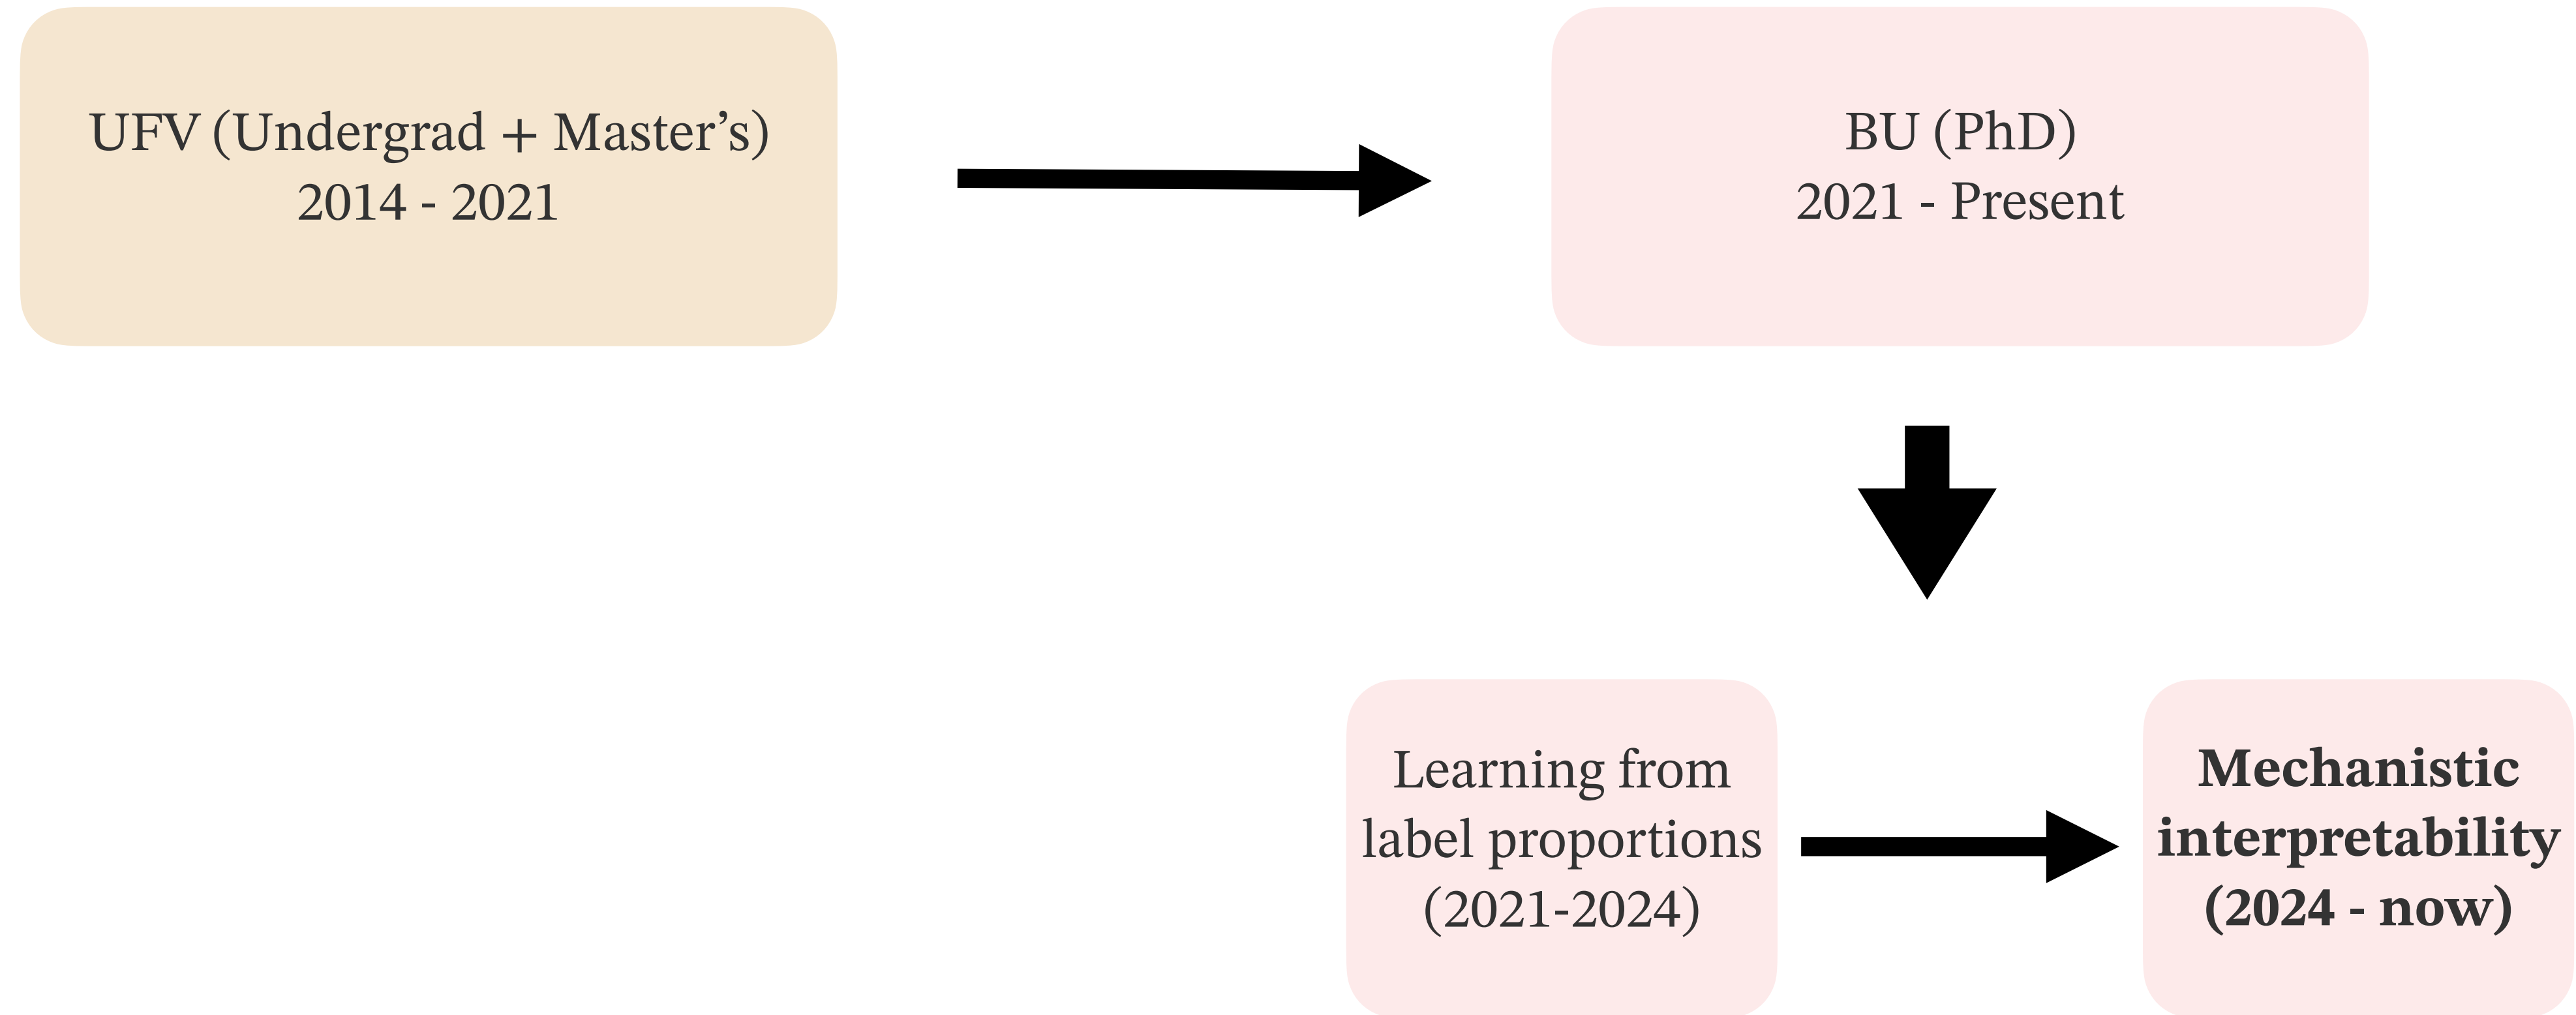 UFV (Undergrad + Master’s)
2014 - 2021
BU (PhD)
2021 - Present
Learning from
label proportions
(2021-2024)
Mechanistic
interpretability
(2024 - now)